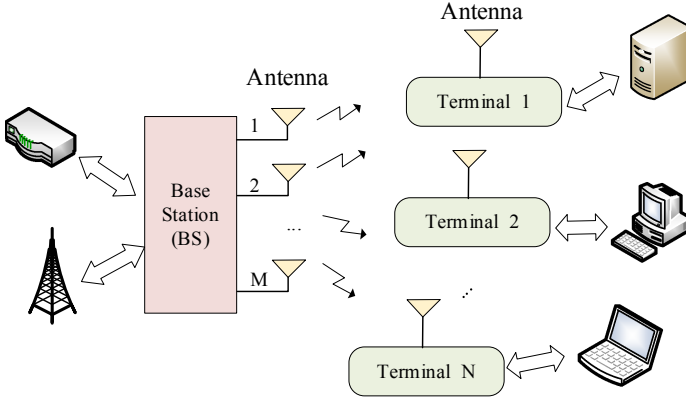 Antenna
Antenna
Terminal 1
1
Base
Station
(BS)
2
Terminal 2
...
M
...
Terminal N